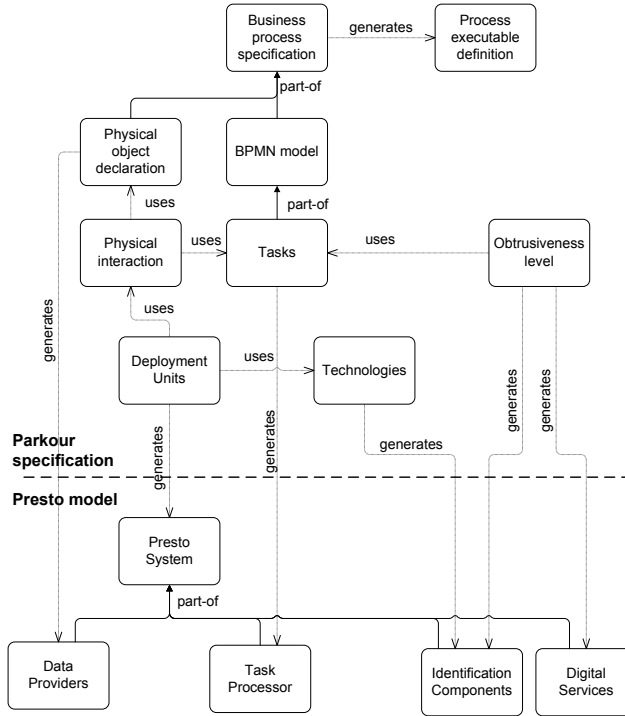 Business
process
specification
generates
Process
executable
definition
part-of
Physical
object
declaration
BPMN model
uses
part-of
Physical
interaction
uses
Tasks
uses
Obtrusiveness
level
uses
generates
Deployment
Units
uses
Technologies
generates
generates
generates
generates
generates
Parkour
specification
generates
Presto model
Presto
System
part-of
Data
Providers
Task
Processor
Identification
Components
Digital
Services